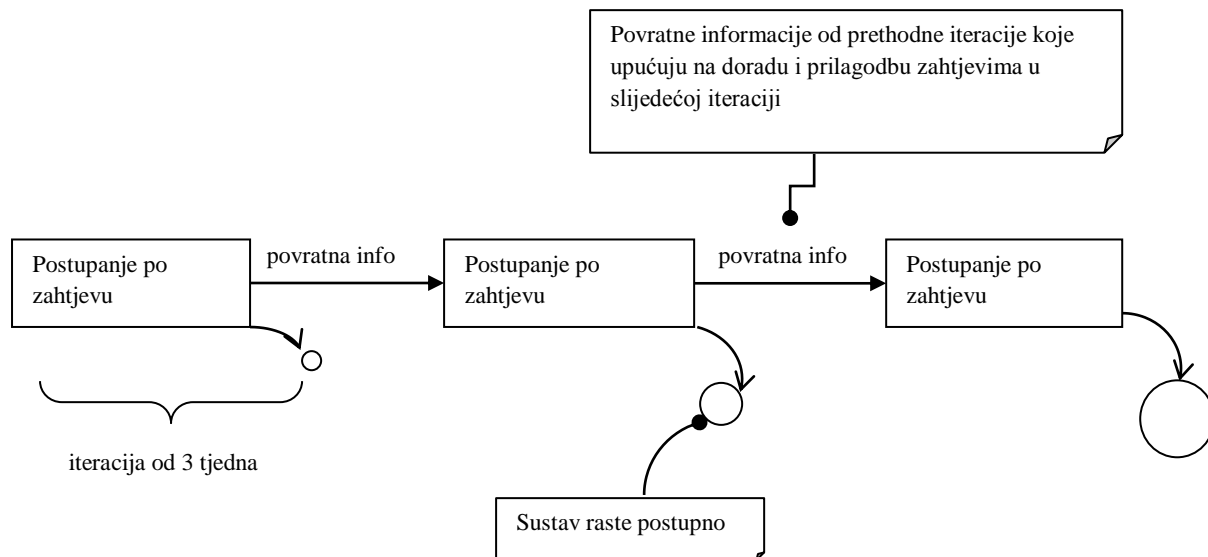 Povratne informacije od prethodne iteracije koje
upućuju na doradu i prilagodbu zahtjevima u
slijedećoj iteraciji
Postupanje po
zahtjevu
povratna info
Postupanje po
zahtjevu
povratna info
Postupanje po
zahtjevu
iteracija od 3 tjedna
Sustav raste postupno